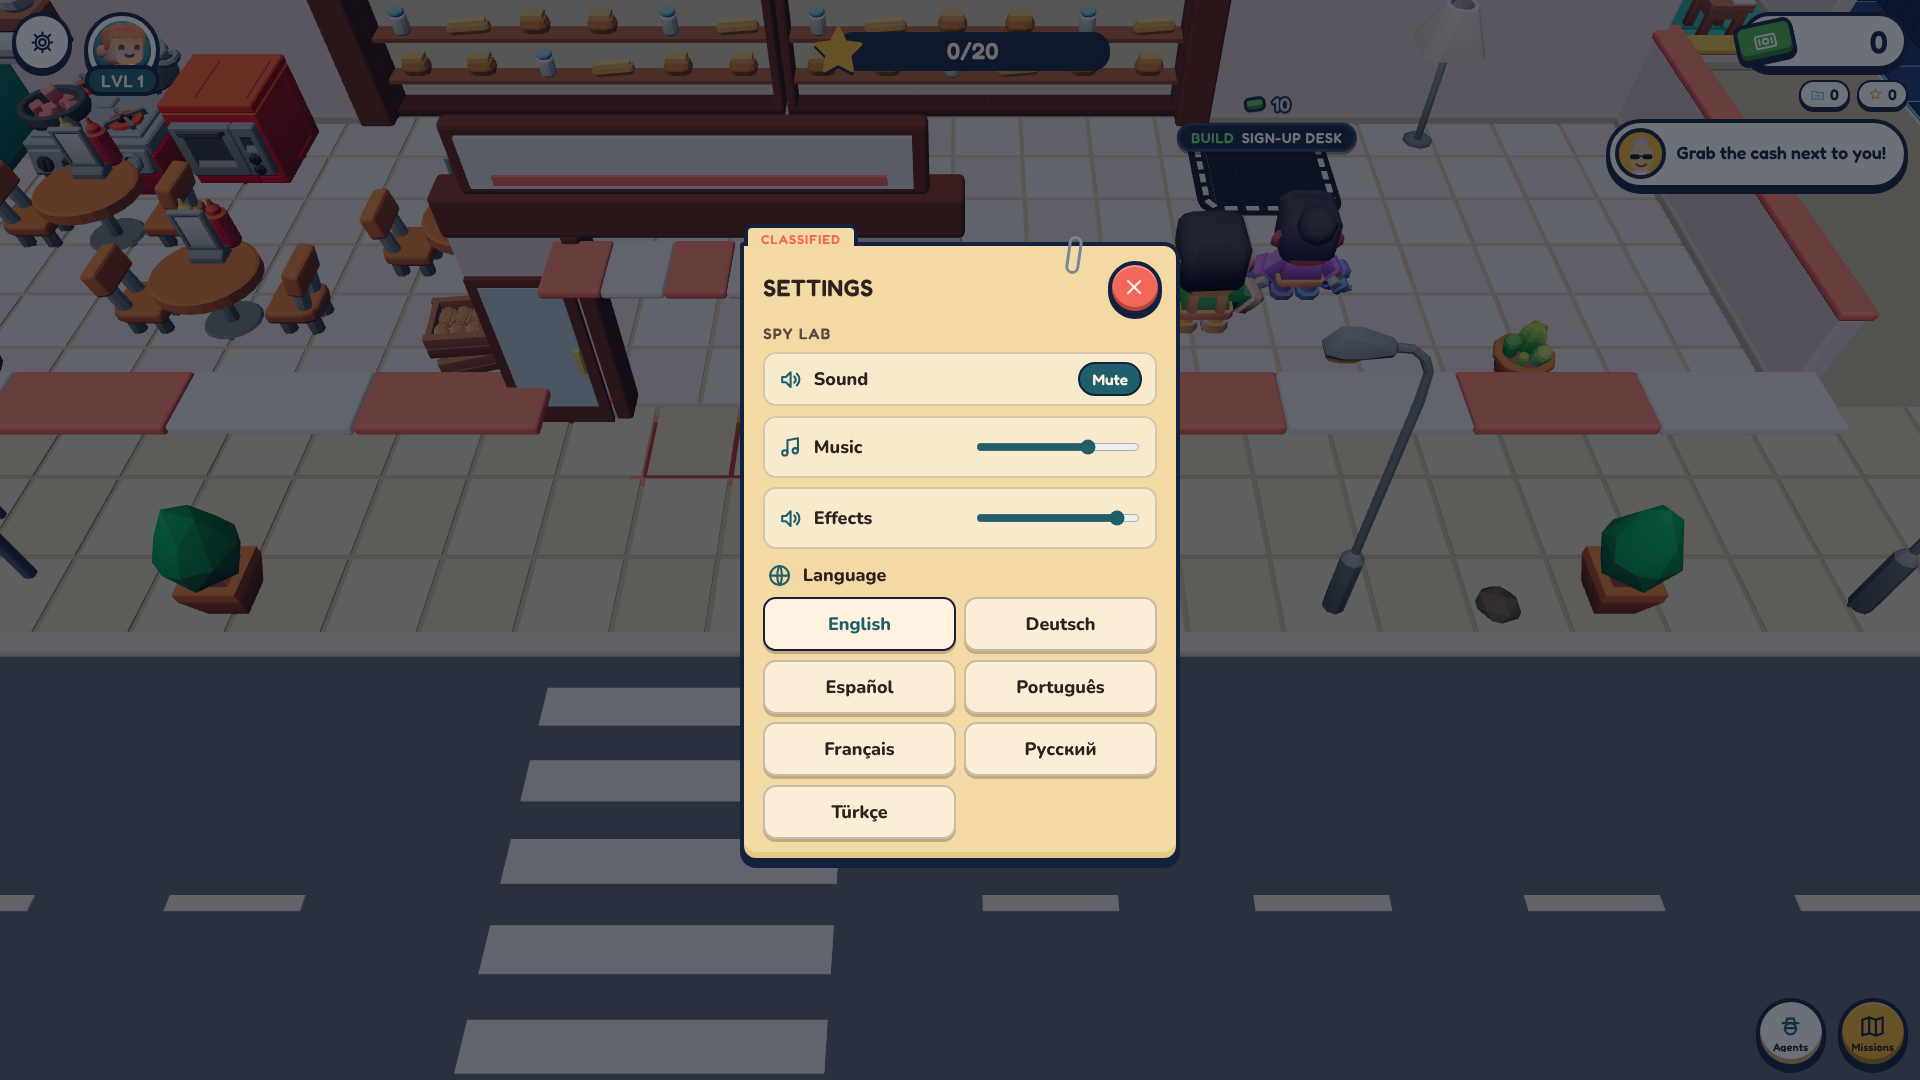 LVL 1
0/20
0
0
0
10
BUILD SIGN-UP DESK
Grab the cash next to you!
CLASSIFIED
SETTINGS
SPY LAB
Sound
Mute
Music
Effects
Language
English
Deutsch
Español
Português
Français
Русский
Türkçe
Agents
Missions